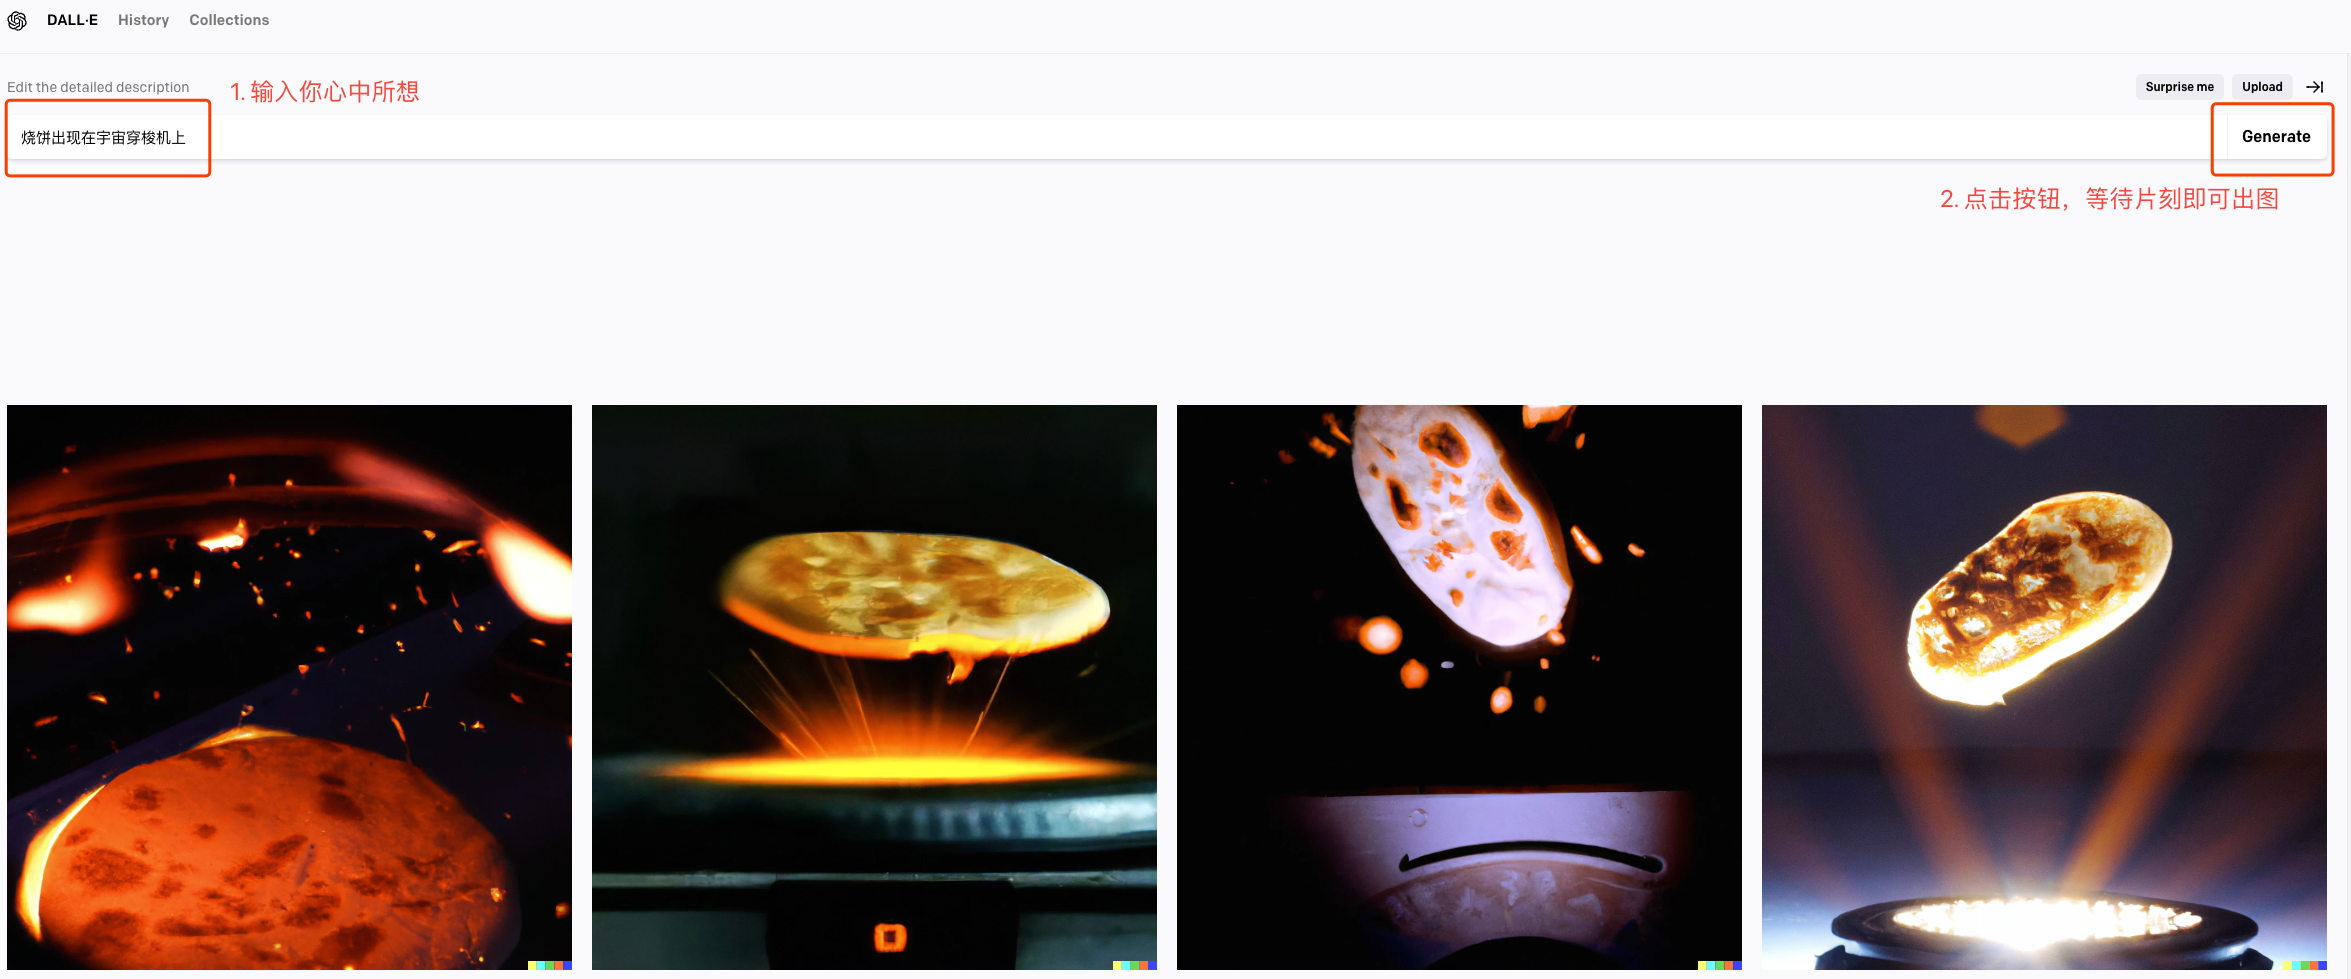 DALL·E History Collections
Edit the detailed description
1. 输入你心中所想
Surprise me Upload
烧饼出现在宇宙穿梭机上
Generate
2. 点击按钮，等待片刻即可出图